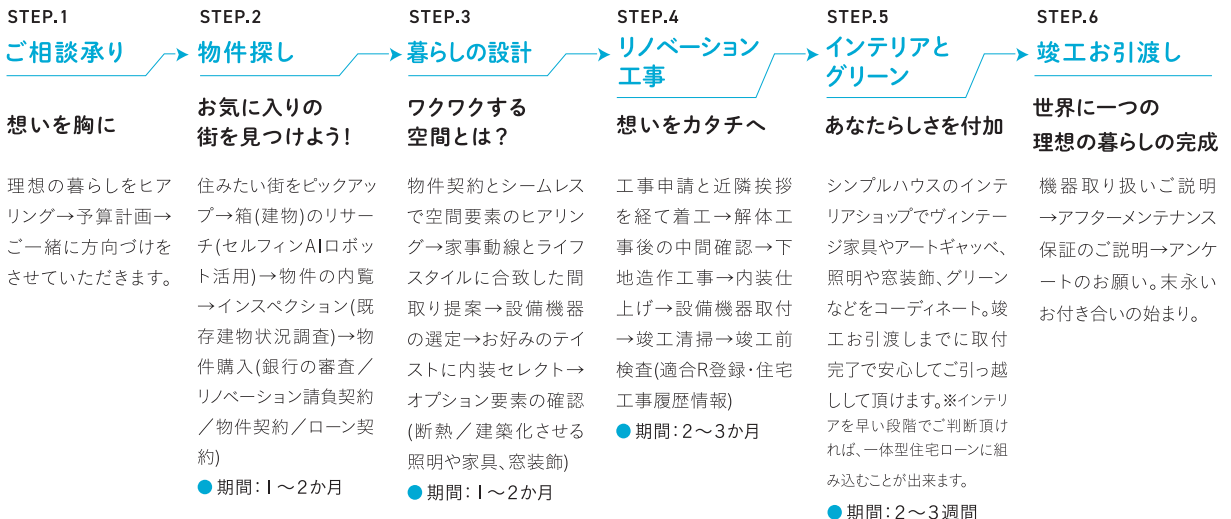 STEP.1
ご相談承り
想いを胸に
理想の暮らしをヒア
リング→予算計画→
ご一緒に方向づけを
させていただきます。
STEP.2
物件探し
お気に入りの
街を見つけよう!
住みたい街をピックアッ
プ→箱(建物)のリサー
チ(セルフィンAIロボッ
ト活用)→物件の内覧
→インスペクション(既
存建物状況調査)→物
件購入(銀行の審査／
リノベーション請負契約
／物件契約／ローン契
約)
●期間:1〜2か月
STEP.3
暮らしの設計
ワクワクする
空間とは？
物件契約とシームレス
で空間要素のヒアリン
グ→家事動線とライフ
スタイルに合致した間
取り提案→設備機器
の選定→お好みのテイ
ストに内装セレクト→
オプション要素の確認
(断熱／建築化させる
照明や家具、窓装飾)
●期間:1〜2か月
STEP.4
リノベーション
工事
想いをカタチへ
工事申請と近隣挨拶
を経て着工→解体工
事後の中間確認→下
地造作工事→内装仕
上げ→設備機器取付
→竣工清掃→竣工前
検査(適合R登録・住宅
工事履歴情報)
●期間:2〜3か月
STEP.5
インテリアと
グリーン
あなたらしさを付加
シンプルハウスのインテ
リアショップでヴィンテー
ジ家具やアートギャッベ、
照明や窓装飾、グリーン
などをコーディネート。竣
工お引渡しまでに取付
完了で安心してご引っ越
しして頂けます。※インテリ
アを早い段階でご判断頂け
れば、一体型住宅ローンに組
み込むことが出来ます。
●期間:2〜3週間
STEP.6
竣工お引渡し
世界に一つの
理想の暮らしの完成
機器取り扱いご説明
→アフターメンテナンス
保証のご説明→アンケ
ートのお願い。末永い
お付き合いの始まり。